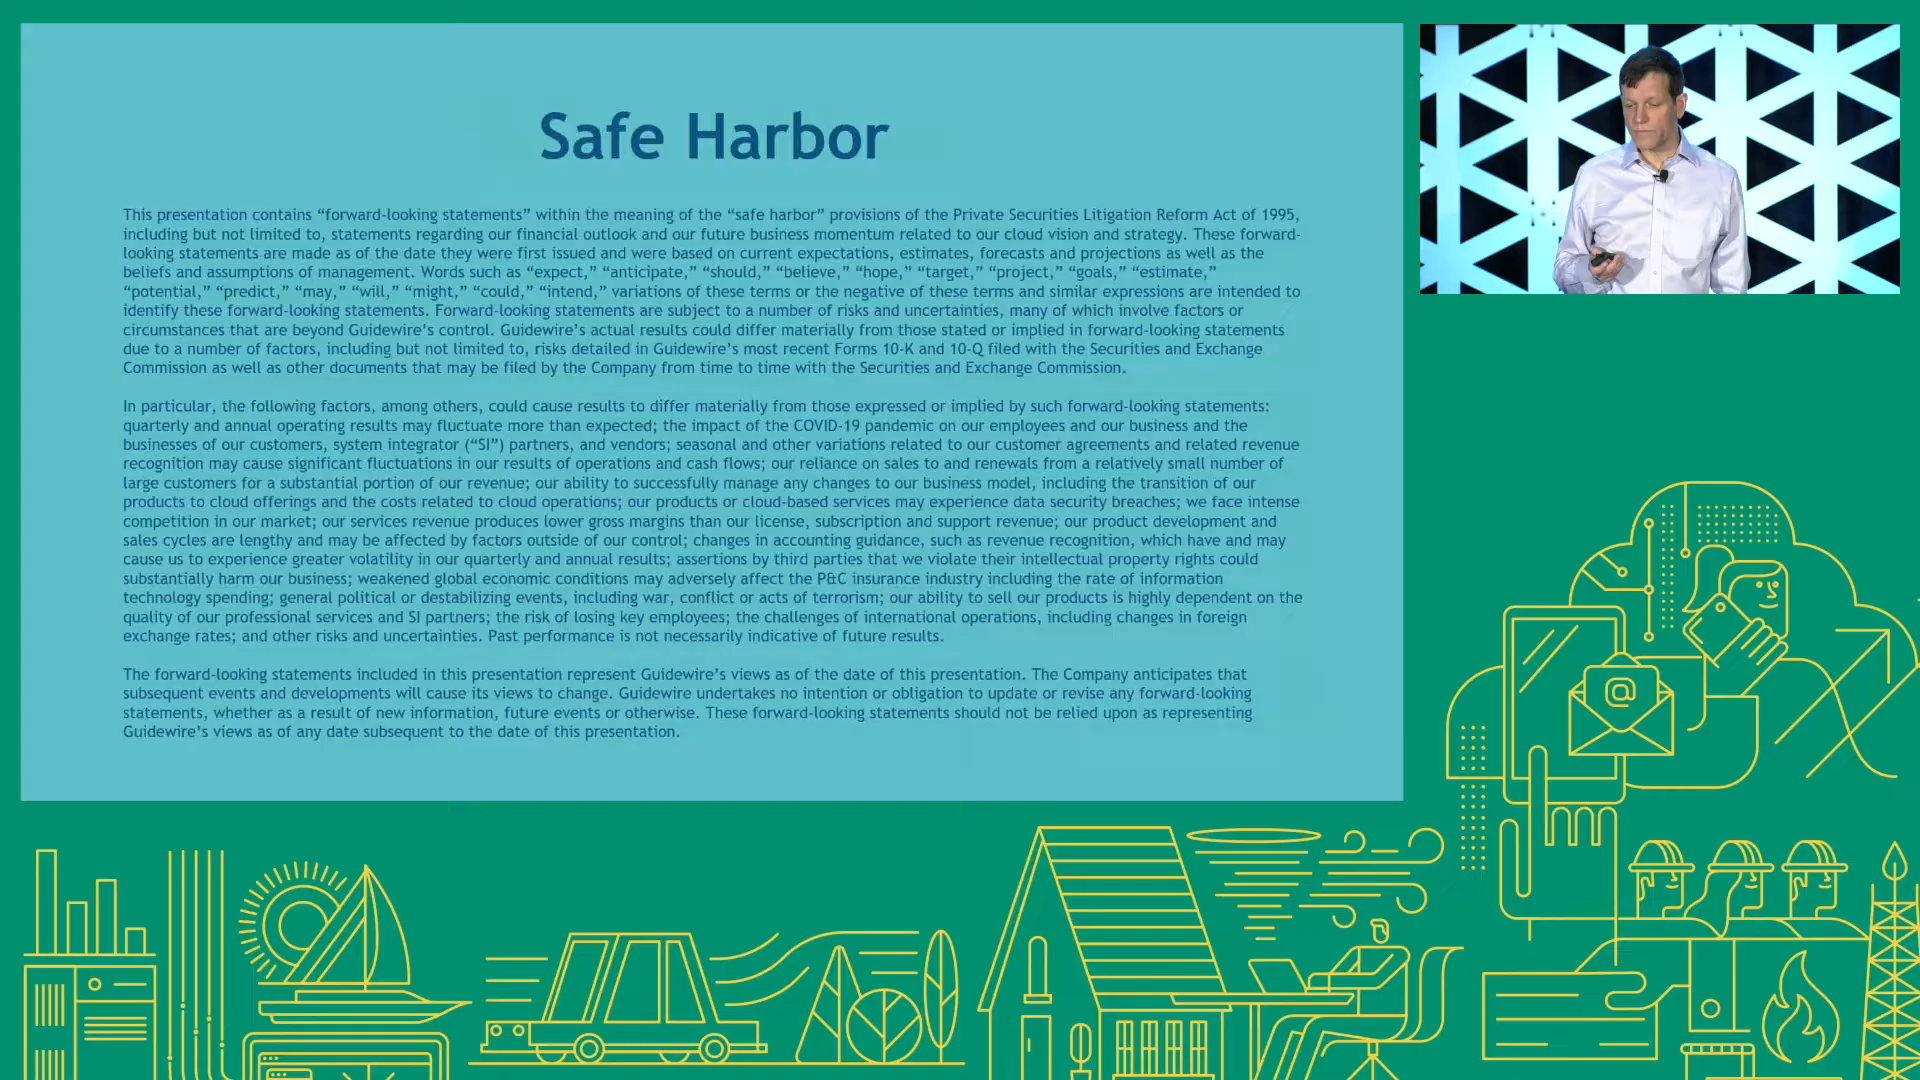 Safe Harbor
This presentation contains “forward-looking statements” within the meaning of the “safe harbor” provisions of the Private Securities Litigation Reform Act of 1995,
including but not limited to, statements regarding our financial outlook and our future business momentum related to our cloud vision and strategy. These forward-
looking statements are made as of the date they were first issued and were based on current expectations, estimates, forecasts and projections as well as the
beliefs and assumptions of management. Words such as “expect,” “anticipate,” “should,” “believe,” “hope,” “target,” “project,” “goals,” “estimate,”
“potential,” “predict,” “may,” “will,” “might,” “could,” “intend,” variations of these terms or the negative of these terms and similar expressions are intended to
identify these forward-looking statements. Forward-looking statements are subject to a number of risks and uncertainties, many of which involve factors or
circumstances that are beyond Guidewire’s control. Guidewire’s actual results could differ materially from those stated or implied in forward-looking statements
due to a number of factors, including but not limited to, risks detailed in Guidewire’s most recent Forms 10-K and 10-Q filed with the Securities and Exchange
Commission as well as other documents that may be filed by the Company from time to time with the Securities and Exchange Commission.
In particular, the following factors, among others, could cause results to differ materially from those expressed or implied by such forward-looking statements:
quarterly and annual operating results may fluctuate more than expected; the impact of the COVID-19 pandemic on our employees and our business and the
businesses of our customers, system integrator (“SI”) partners, and vendors; seasonal and other variations related to our customer agreements and related revenue
recognition may cause significant fluctuations in our results of operations and cash flows; our reliance on sales to and renewals from a relatively small number of
large customers for a substantial portion of our revenue; our ability to successfully manage any changes to our business model, including the transition of our
products to cloud offerings and the costs related to cloud operations; our products or cloud-based services may experience data security breaches; we face intense
competition in our market; our services revenue produces lower gross margins than our license, subscription and support revenue; our product development and
sales cycles are lengthy and may be affected by factors outside of our control; changes in accounting guidance, such as revenue recognition, which have and may
cause us to experience greater volatility in our quarterly and annual results; assertions by third parties that we violate their intellectual property rights could
substantially harm our business; weakened global economic conditions may adversely affect the P&C insurance industry including the rate of information
technology spending; general political or destabilizing events, including war, conflict or acts of terrorism; our ability to sell our products is highly dependent on the
quality of our professional services and SI partners; the risk of losing key employees; the challenges of international operations, including changes in foreign
exchange rates; and other risks and uncertainties. Past performance is not necessarily indicative of future results.
The forward-looking statements included in this presentation represent Guidewire’s views as of the date of this presentation. The Company anticipates that
subsequent events and developments will cause its views to change. Guidewire undertakes no intention or obligation to update or revise any forward-looking
statements, whether as a result of new information, future events or otherwise. These forward-looking statements should not be relied upon as representing
Guidewire’s views as of any date subsequent to the date of this presentation.
@